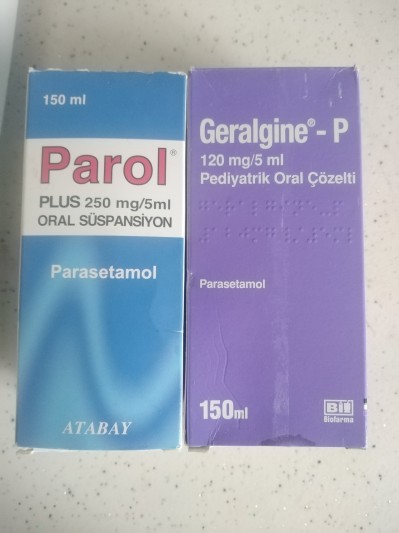 150 ml
Parol®
PLUS 250 mg/5ml
ORAL SÜSPANSİYON
Parasetamol
ATABAY
Geralgine®- P
120 mg/5 ml
Pediyatrik Oral Çözelti
Parasetamol
150ml
Biofarma